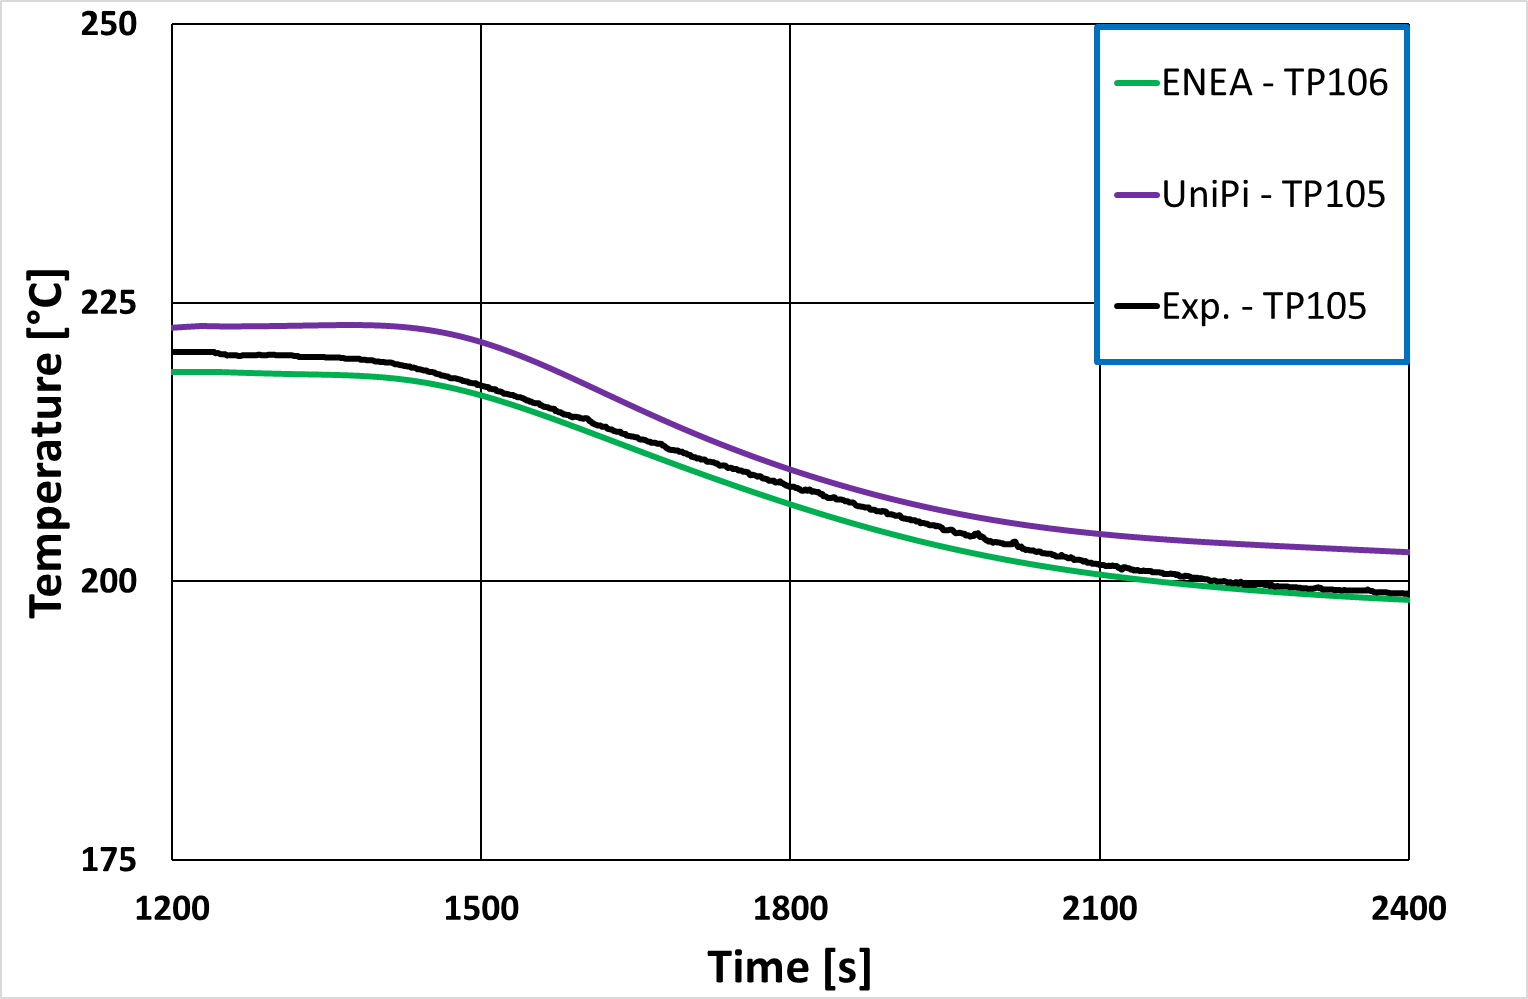 250
225
200
175
Temperature [°C]
ENEA - TP106
UniPi - TP105
Exp. - TP105
1200 1500 1800 2100 2400
Time [s]